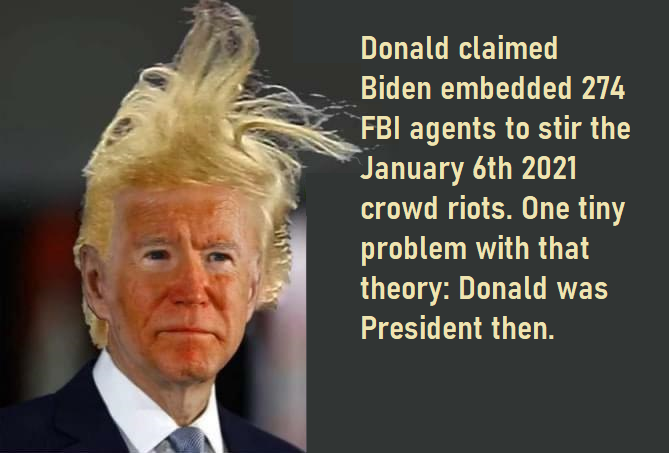 Donald claimed
Biden embedded 274
FBI agents to stir the
January 6th 2021
crowd riots. One tiny
problem with that
theory: Donald was
President then.